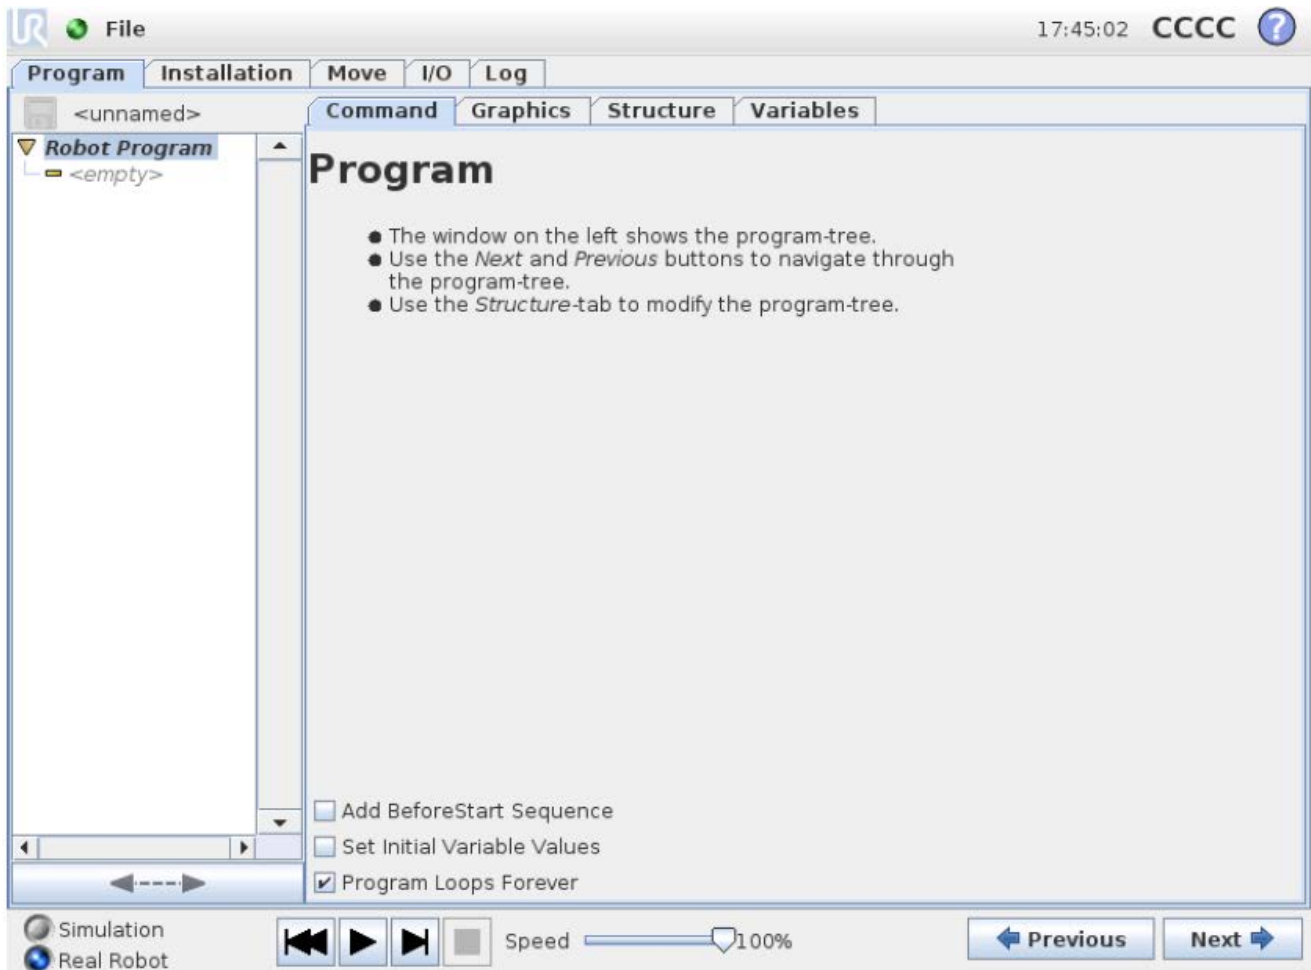 UR File 17:45:02 CCCC ?
Program Installation Move I/O Log
<unnamed> Command Graphics Structure Variables
Robot Program
<empty>
Program
The window on the left shows the program-tree.
Use the Next and Previous buttons to navigate through
the program-tree.
Use the Structure-tab to modify the program-tree.
Add BeforeStart Sequence
Set Initial Variable Values
Program Loops Forever
Simulation
Real Robot
Speed 100% Previous Next